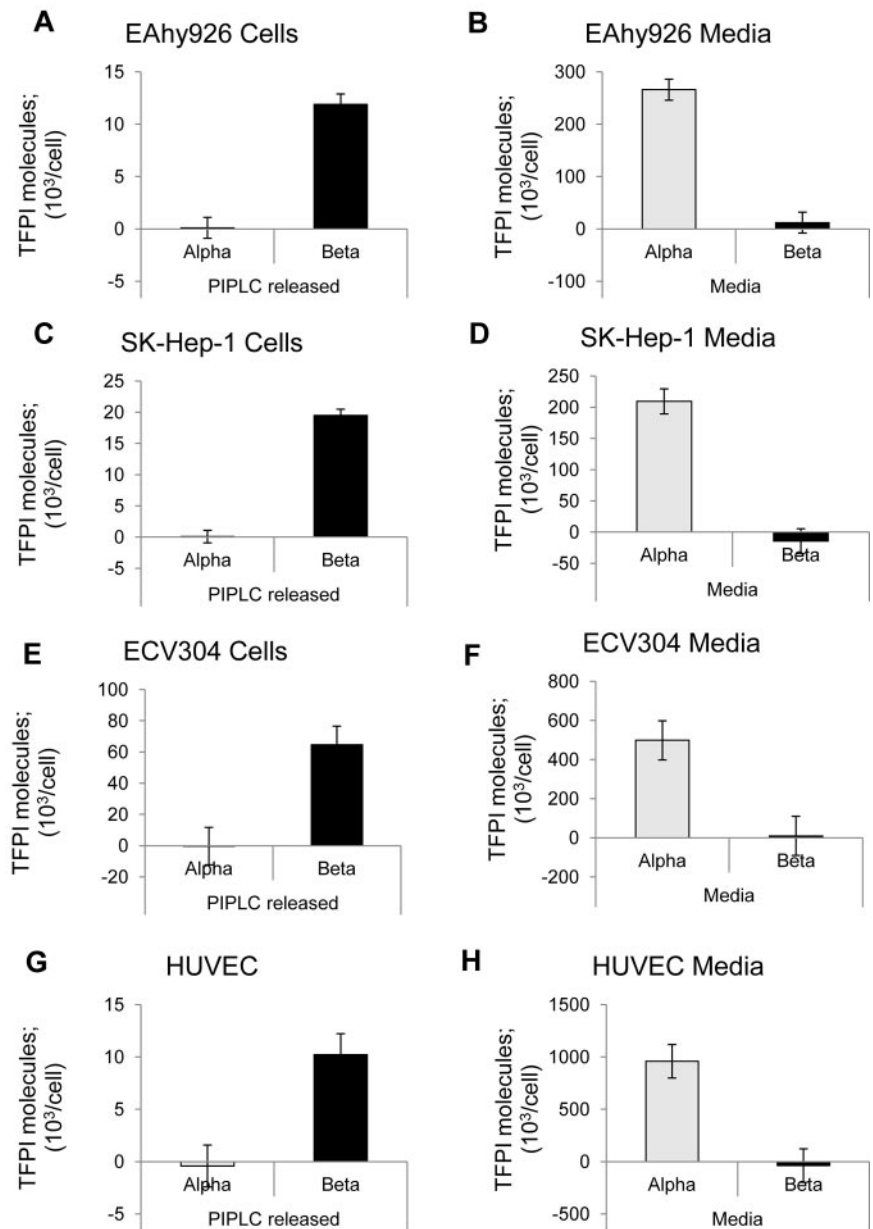 A
EAhy926 Cells
TFPI molecules;
(10³/cell)
15
10
5
0
-5
Alpha
Beta
PIPLC released
B
EAhy926 Media
TFPI molecules;
(10³/cell)
300
200
100
0
-100
Alpha
Beta
Media
C
SK-Hep-1 Cells
TFPI molecules;
(10³/cell)
25
20
15
10
5
0
-5
Alpha
Beta
PIPLC released
D
SK-Hep-1 Media
TFPI molecules;
(10³/cell)
250
200
150
100
50
0
-50
Alpha
Beta
Media
E
ECV304 Cells
TFPI molecules;
(10³/cell)
100
80
60
40
20
0
-20
Alpha
Beta
PIPLC released
F
ECV304 Media
TFPI molecules;
(10³/cell)
800
600
400
200
0
-200
Alpha
Beta
Media
G
HUVEC
TFPI molecules;
(10³/cell)
15
10
5
0
-5
Alpha
Beta
PIPLC released
H
HUVEC Media
TFPI molecules;
(10³/cell)
1500
1000
500
0
-500
Alpha
Beta
Media